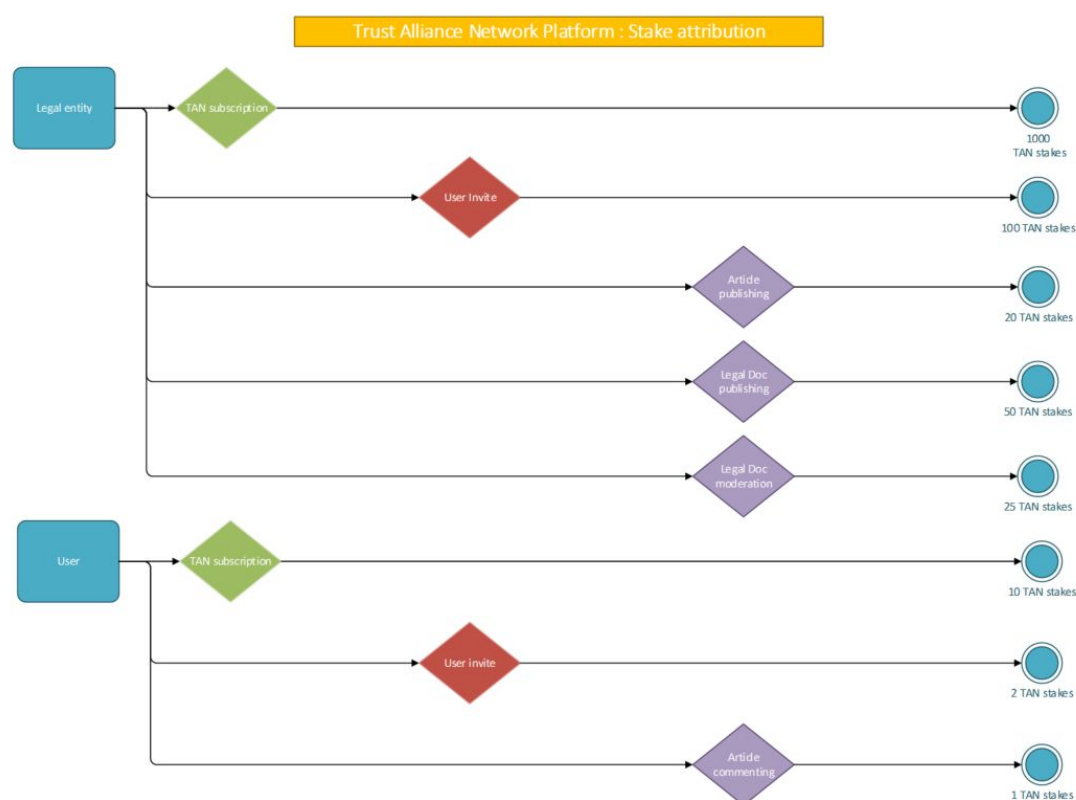 Trust Alliance Network Platform : Stake attribution
Legal entity
TAN subscription
1000
TAN stakes
User Invite
100 TAN stakes
Article
publishing
20 TAN stakes
Legal Doc
publishing
50 TAN stakes
Legal Doc
moderation
25 TAN stakes
User
TAN subscription
10 TAN stakes
User invite
2 TAN stakes
Article
commenting
1 TAN stakes